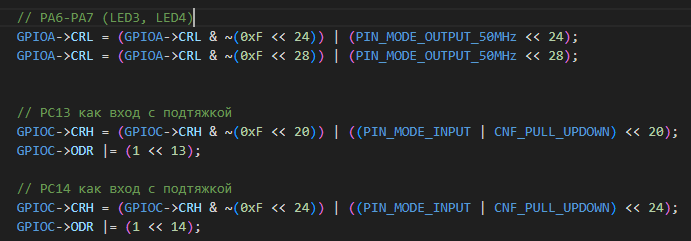 // PA6-PA7 (LED3, LED4)
GPIOA->CRL = (GPIOA->CRL & ~(0xF << 24)) | (PIN_MODE_OUTPUT_50MHz << 24);
GPIOA->CRL = (GPIOA->CRL & ~(0xF << 28)) | (PIN_MODE_OUTPUT_50MHz << 28);
// PC13 как вход с подтяжкой
GPIOC->CRH = (GPIOC->CRH & ~(0xF << 20)) | ((PIN_MODE_INPUT | CNF_PULL_UPDOWN) << 20);
GPIOC->ODR |= (1 << 13);
// PC14 как вход с подтяжкой
GPIOC->CRH = (GPIOC->CRH & ~(0xF << 24)) | ((PIN_MODE_INPUT | CNF_PULL_UPDOWN) << 24);
GPIOC->ODR |= (1 << 14);